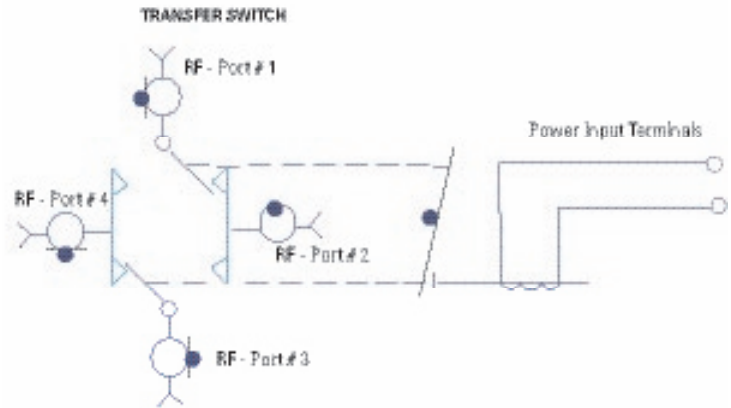 TRANSFER SWITCH
RF - Port # 1
Power Input Terminals
RF - Port # 4
RF - Port # 2
RF - Port # 3